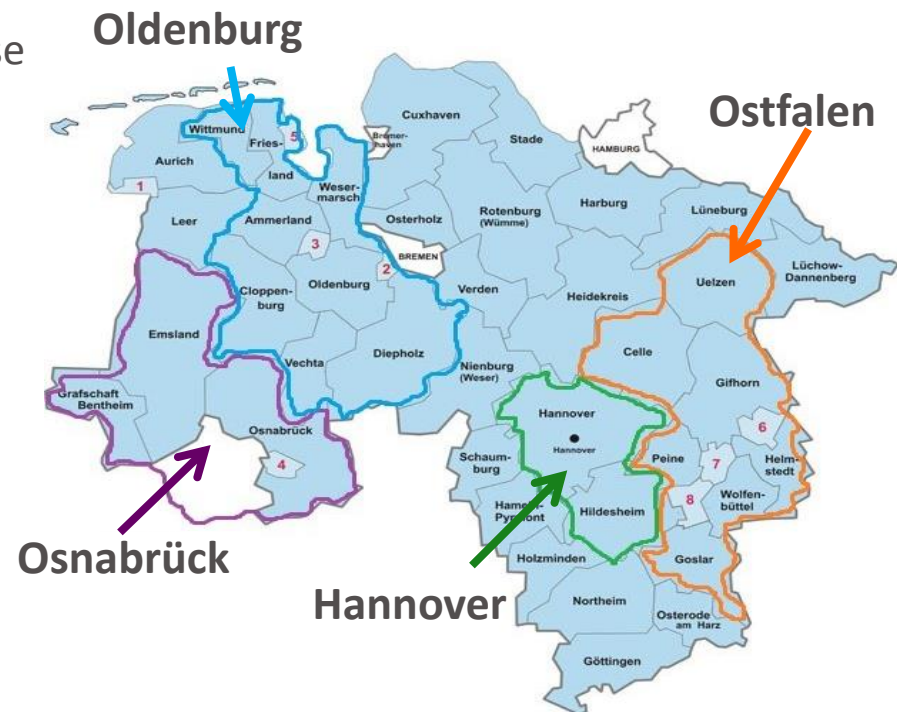 se
Oldenburg
Ostfalen
Cuxhaven
Wittmund
Fries-
land
5
Bremer-
haven
Stade
HAMBURG
Aurich
1
Weser-
marsch
Leer
Ammerland
Osterholz
Rotenburg
(Wümme)
Harburg
Lüneburg
3
BREMEN
2
Oldenburg
Cloppen-
burg
Verden
Heidekreis
Uelzen
Lüchow-
Dannenberg
Emsland
Vechta
Diepholz
Nienburg
(Weser)
Celle
Gifhorn
Grafschaft
Bentheim
Osnabrück
4
Hannover
Hannover
6
Schaum-
burg
Peine
7
Helm-
stedt
8
Wolfen-
büttel
Hameln-
Pyrmont
Hildesheim
Osnabrück
Holzminden
Goslar
Hannover
Northeim
Osterode
am Harz
Göttingen